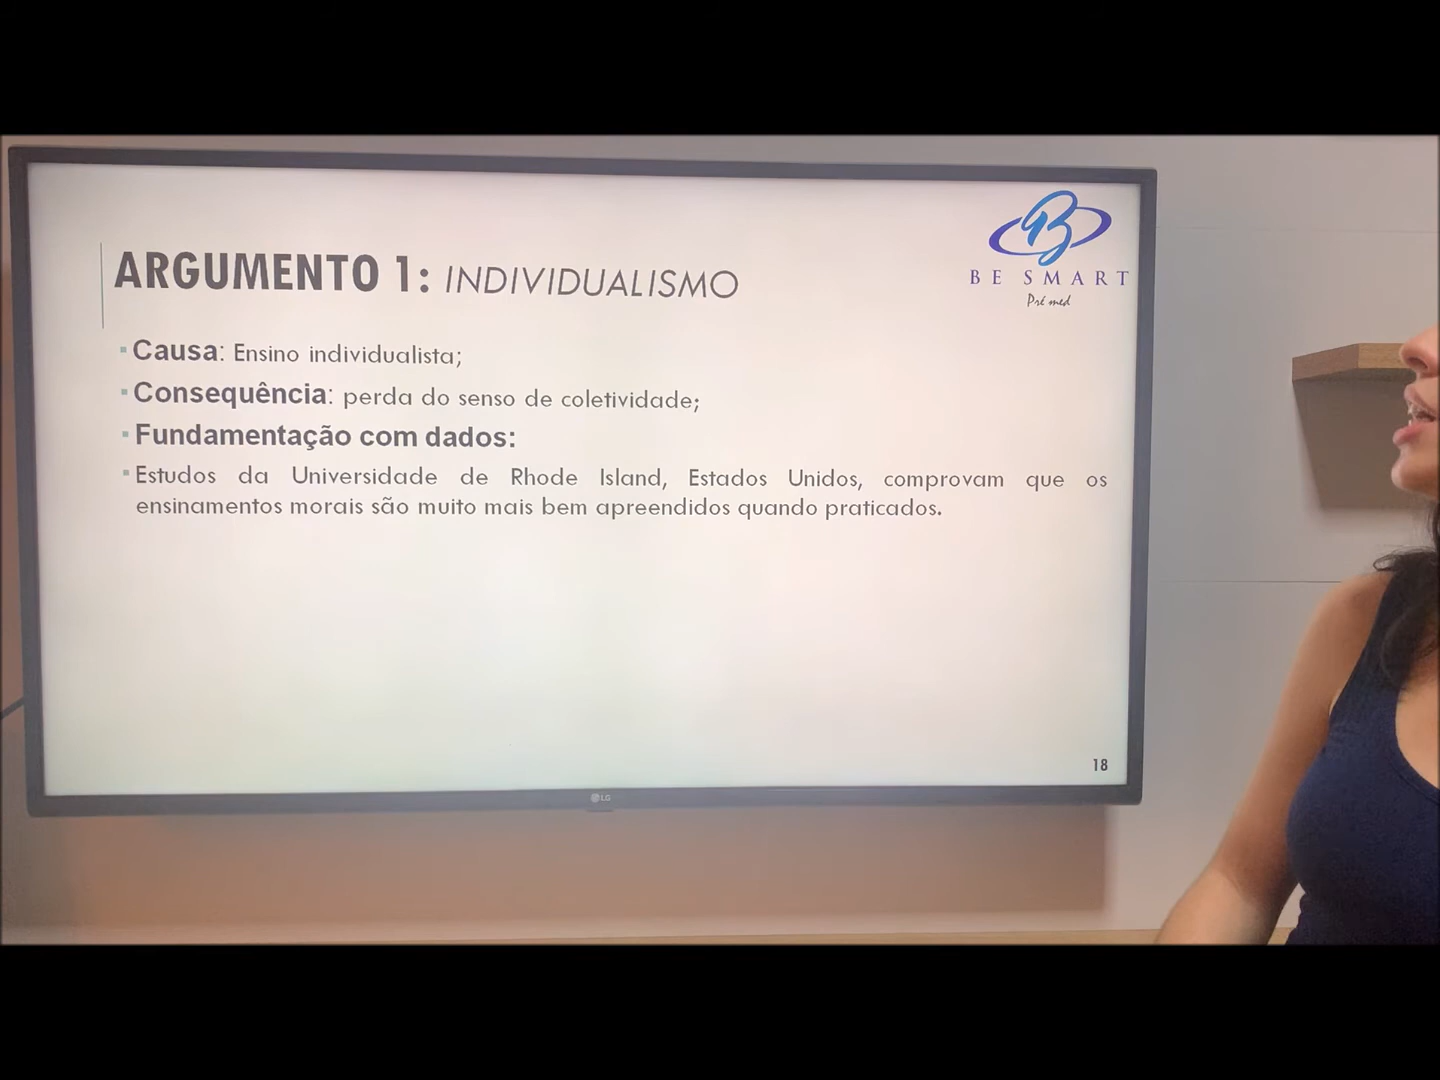 BE SMART
Pré med
ARGUMENTO 1: INDIVIDUALISMO
Causa: Ensino individualista;
Consequência: perda do senso de coletividade;
Fundamentação com dados:
Estudos da Universidade de Rhode Island, Estados Unidos, comprovam que os
ensinamentos morais são muito mais bem apreendidos quando praticados.
18
LG